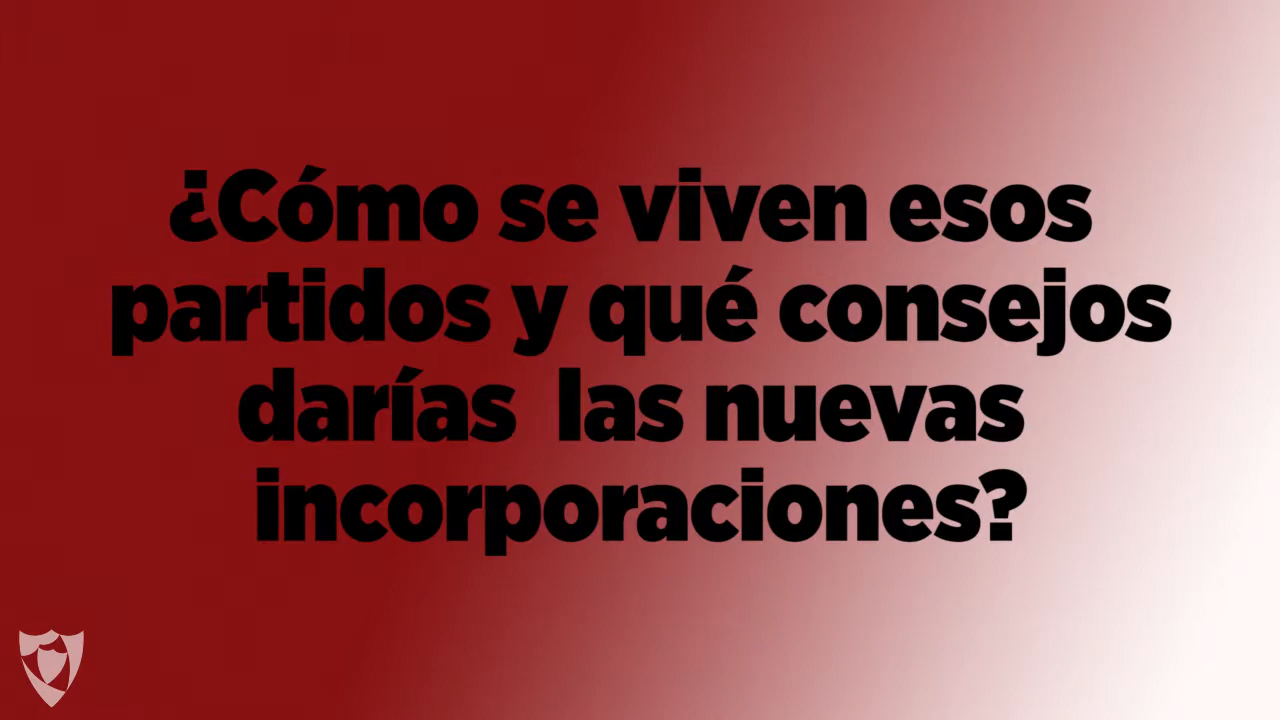 ¿Cómo se viven esos
partidos y qué consejos
darías  las nuevas
incorporaciones?